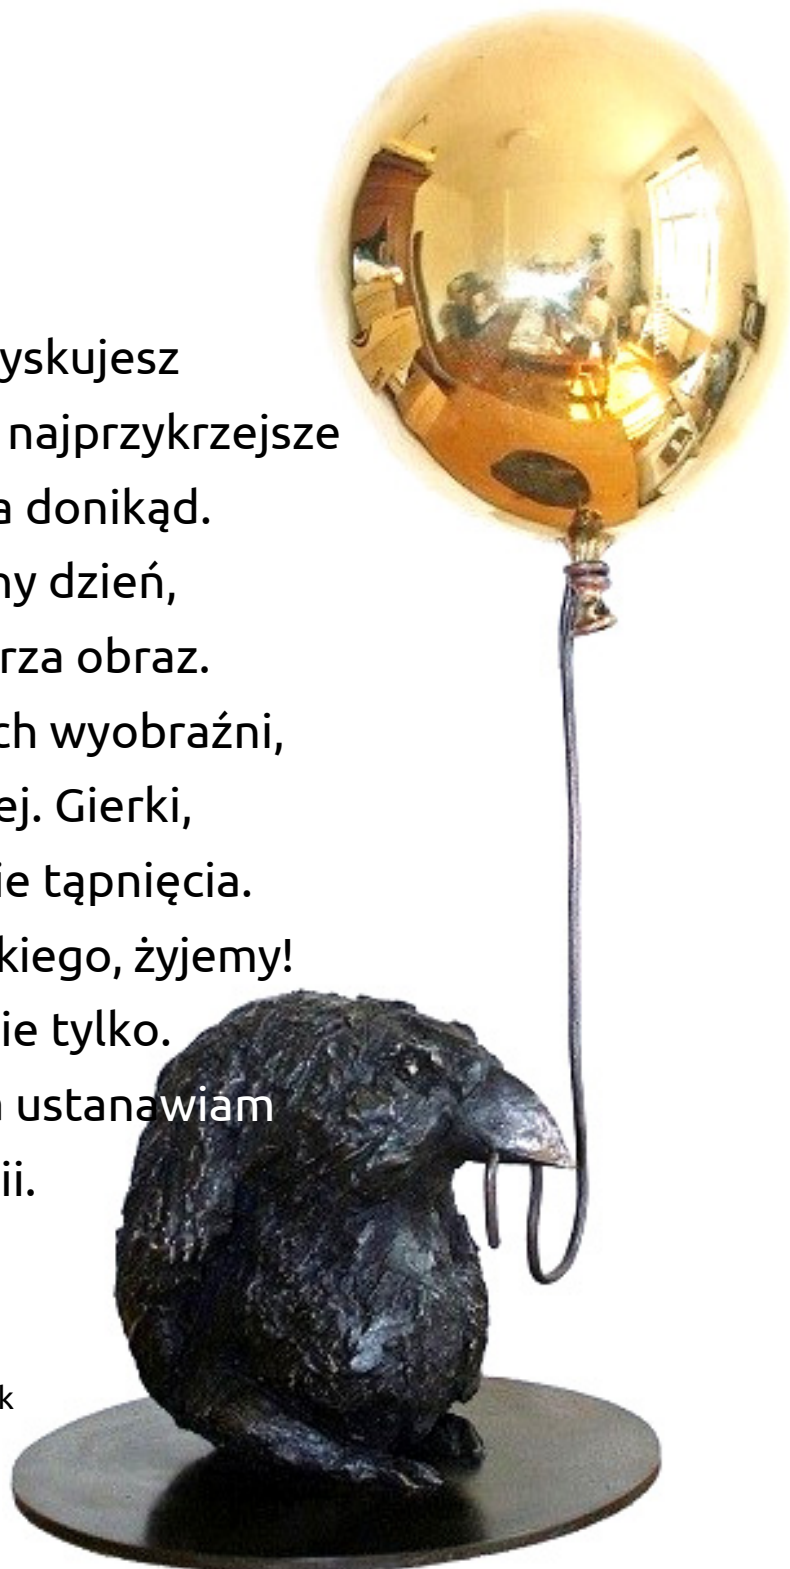 yskujesz
najprzykrzejsze
a donikąd.
ny dzień,
rza obraz.
ch wyobraźni,
ej. Gierki,
ie tąpnięcia.
kiego, żyjemy!
ie tylko.
ustanawiam
ii.
k